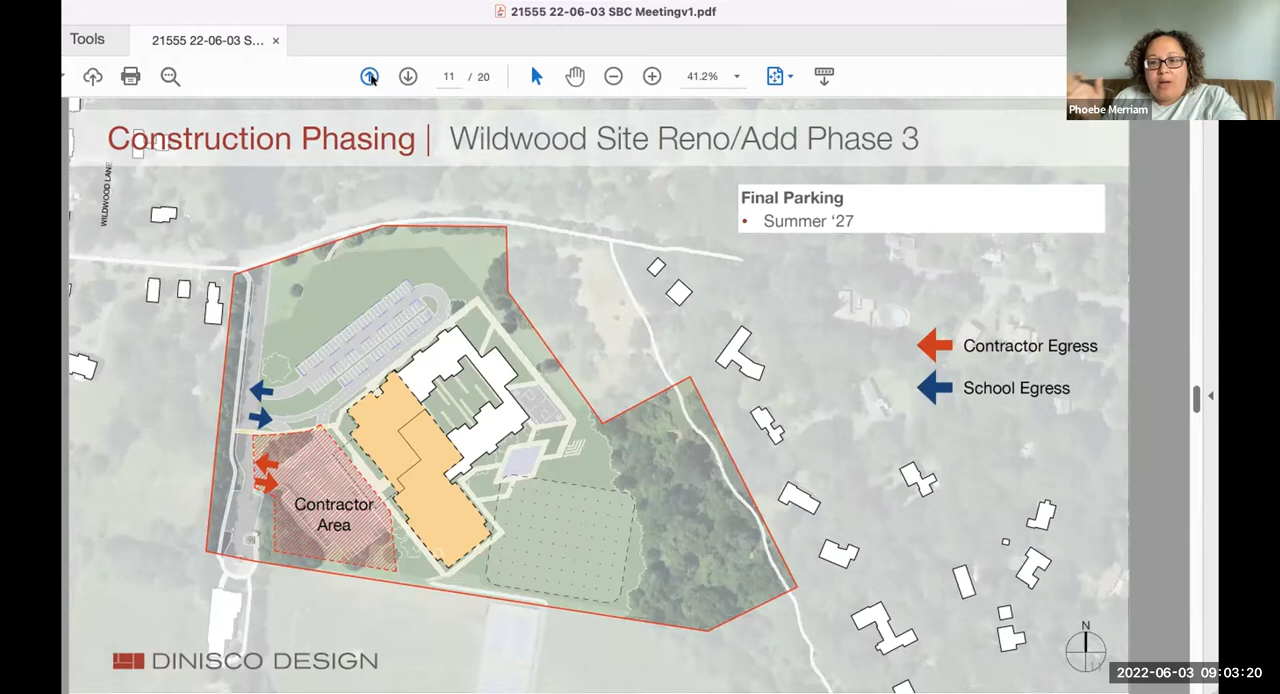 21555 22-06-03 SBC Meetingv1.pdf
Tools
21555 22-06-03 S... ×
11 / 20
41.2%
Phoebe Merriam
Construction Phasing | Wildwood Site Reno/Add Phase 3
WILDWOOD LANE
Final Parking
• Summer ‘27
Contractor Egress
School Egress
Contractor
Area
N
DINISCO DESIGN
11
2022-06-03 09:03:20